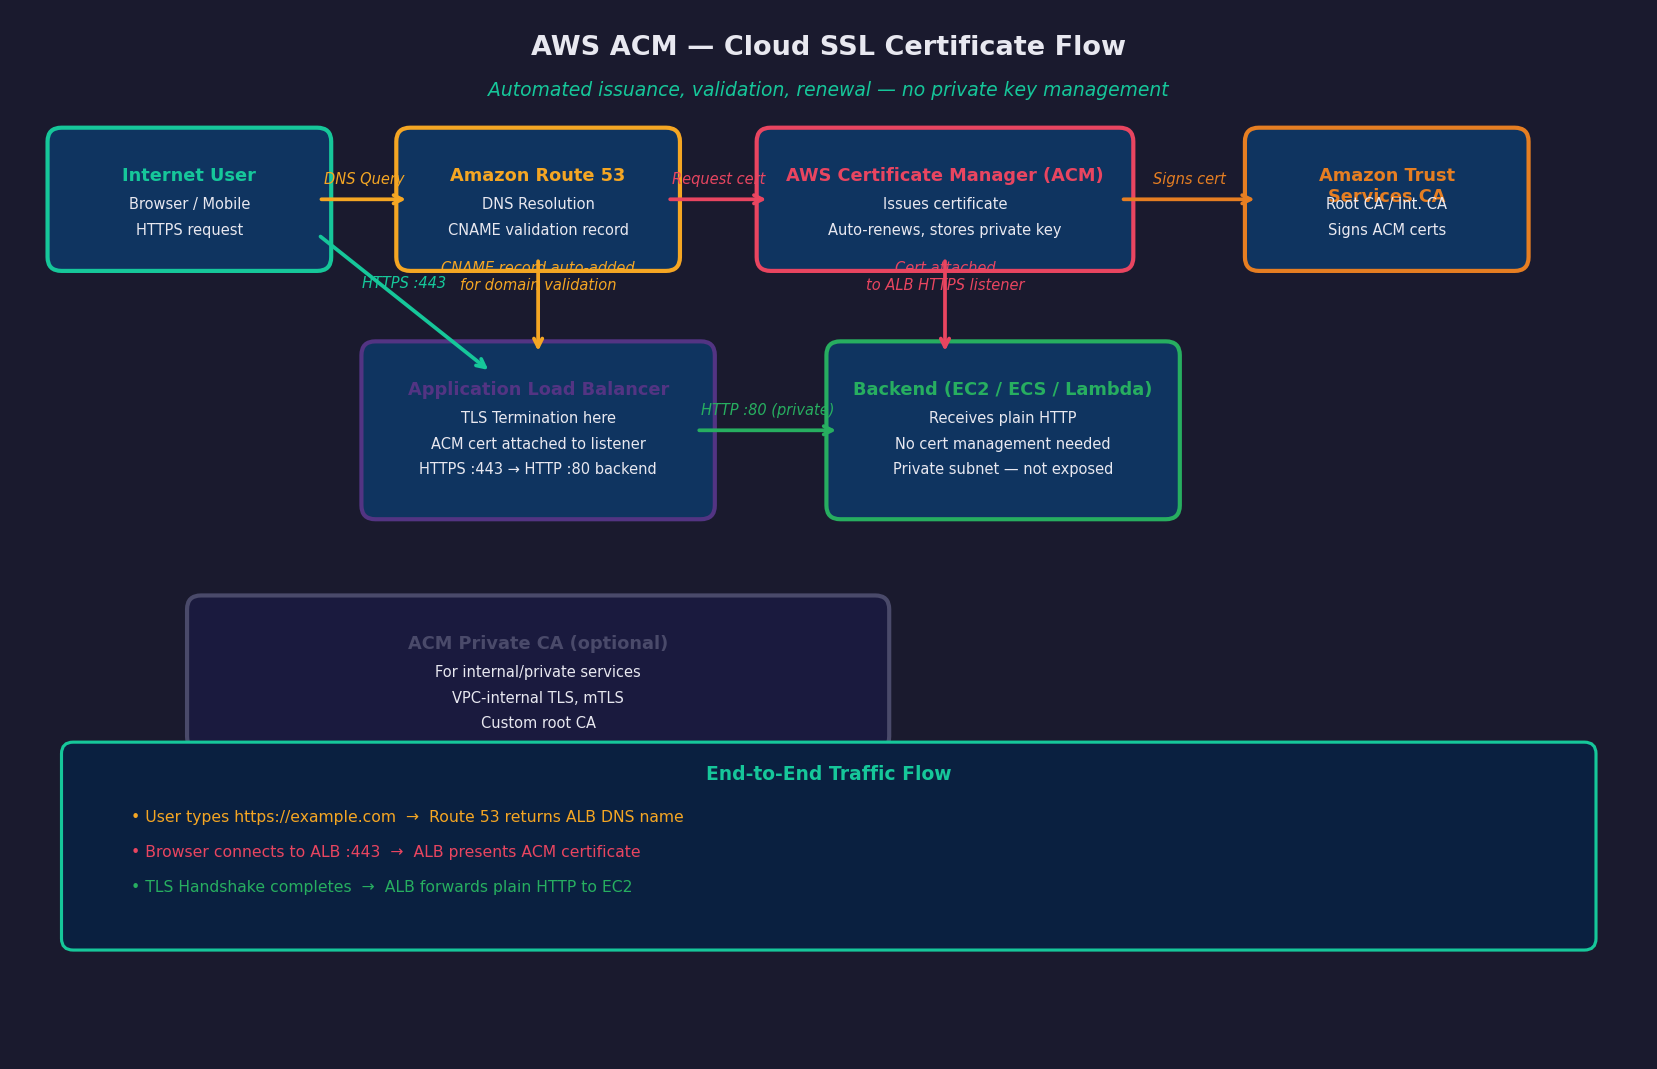 AWS ACM — Cloud SSL Certificate Flow
Automated issuance, validation, renewal — no private key management
Internet User
Browser / Mobile
HTTPS request
DNS Query
Amazon Route 53
DNS Resolution
CNAME validation record
Request cert
AWS Certificate Manager (ACM)
Issues certificate
Auto-renews, stores private key
Signs cert
Amazon Trust
Services CA
Root CA / Int. CA
Signs ACM certs
HTTPS :443
CNAME record auto-added
for domain validation
Cert attached
to ALB HTTPS listener
Application Load Balancer
TLS Termination here
ACM cert attached to listener
HTTPS :443 → HTTP :80 backend
HTTP :80 (private)
Backend (EC2 / ECS / Lambda)
Receives plain HTTP
No cert management needed
Private subnet — not exposed
ACM Private CA (optional)
For internal/private services
VPC-internal TLS, mTLS
Custom root CA
End-to-End Traffic Flow
• User types https://example.com → Route 53 returns ALB DNS name
• Browser connects to ALB :443 → ALB presents ACM certificate
• TLS Handshake completes → ALB forwards plain HTTP to EC2